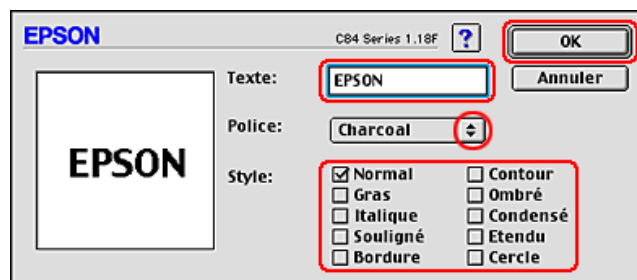 EPSON C84 Series 1.18F ? OK
Texte: EPSON Annuler
Police: Charcoal
EPSON
Style: Normal Contour
Gras Ombré
Italique Condensé
Souligné Etendu
Bordure Cercle